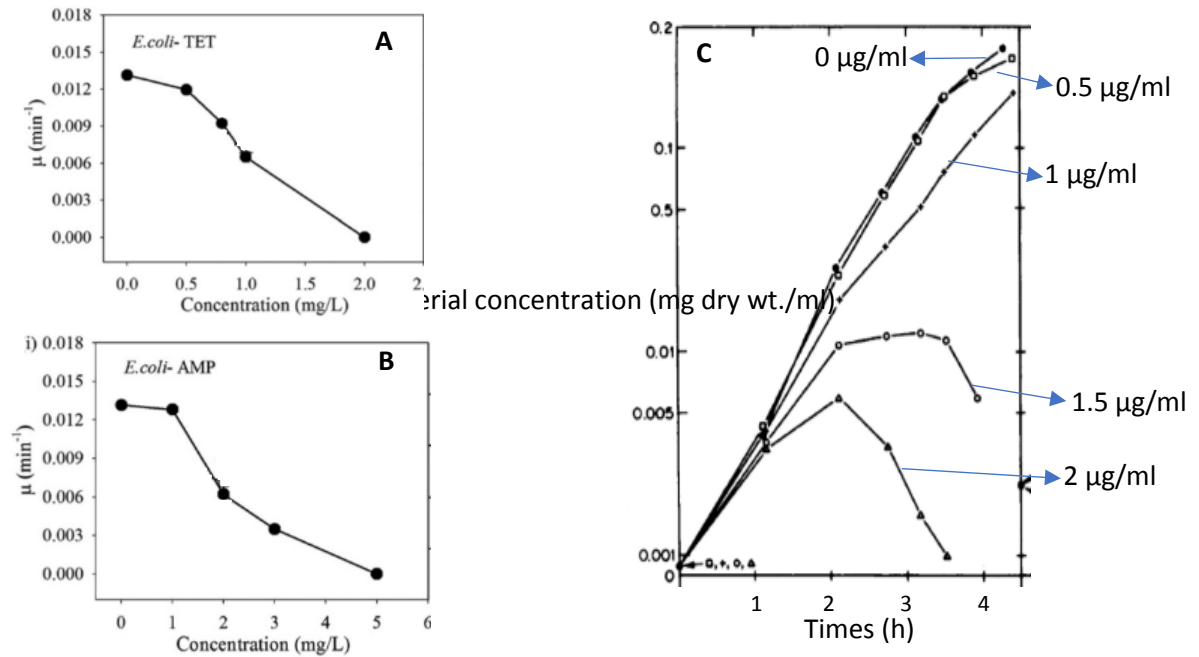 A
E.coli- TET
0.018
0.015
0.012
0.009
0.006
0.003
0.000
μ (min⁻¹)
0.0 0.5 1.0 1.5 2.0 2.
Concentration (mg/L)
i)
B
E.coli- AMP
0.018
0.015
0.012
0.009
0.006
0.003
0.000
μ (min⁻¹)
0 1 2 3 4 5 6
Concentration (mg/L)
C
erial concentration (mg dry wt./ml)
0.2
0.1
0.5
0.01
0.005
0.001
0
0 μg/ml
0.5 μg/ml
1 μg/ml
1.5 μg/ml
2 μg/ml
1 2 3 4
Times (h)